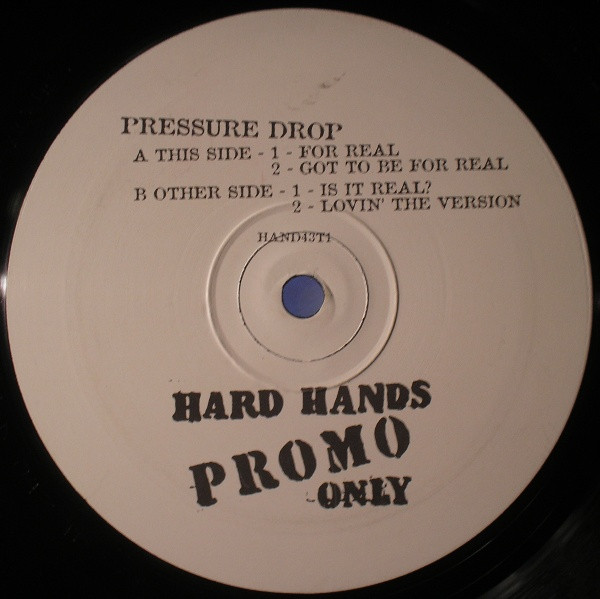 PRESSURE DROP
A THIS SIDE - 1 - FOR REAL
2 - GOT TO BE FOR REAL
B OTHER SIDE - 1 - IS IT REAL?
2 - LOVIN' THE VERSION
HAND43T1
HARD HANDS
PROMO
ONLY